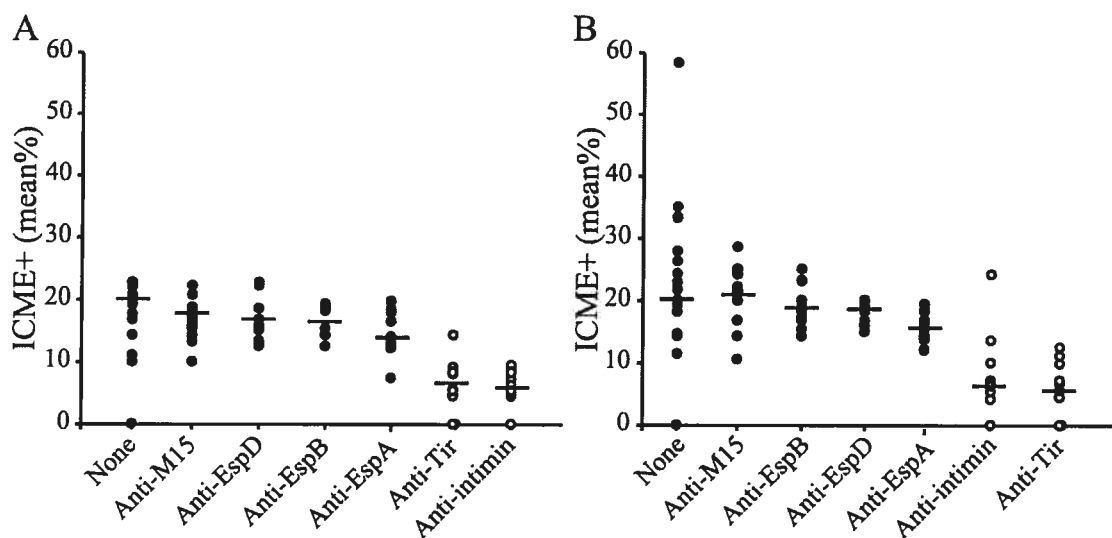 A
ICME+ (mean%)
60
50
40
30
20
10
0
None
Anti-M15
Anti-EspD
Anti-EspB
Anti-EspA
Anti-Tir
Anti-intimin
B
ICME+ (mean%)
60
50
40
30
20
10
0
None
Anti-M15
Anti-EspB
Anti-EspD
Anti-EspA
Anti-intimin
Anti-Tir